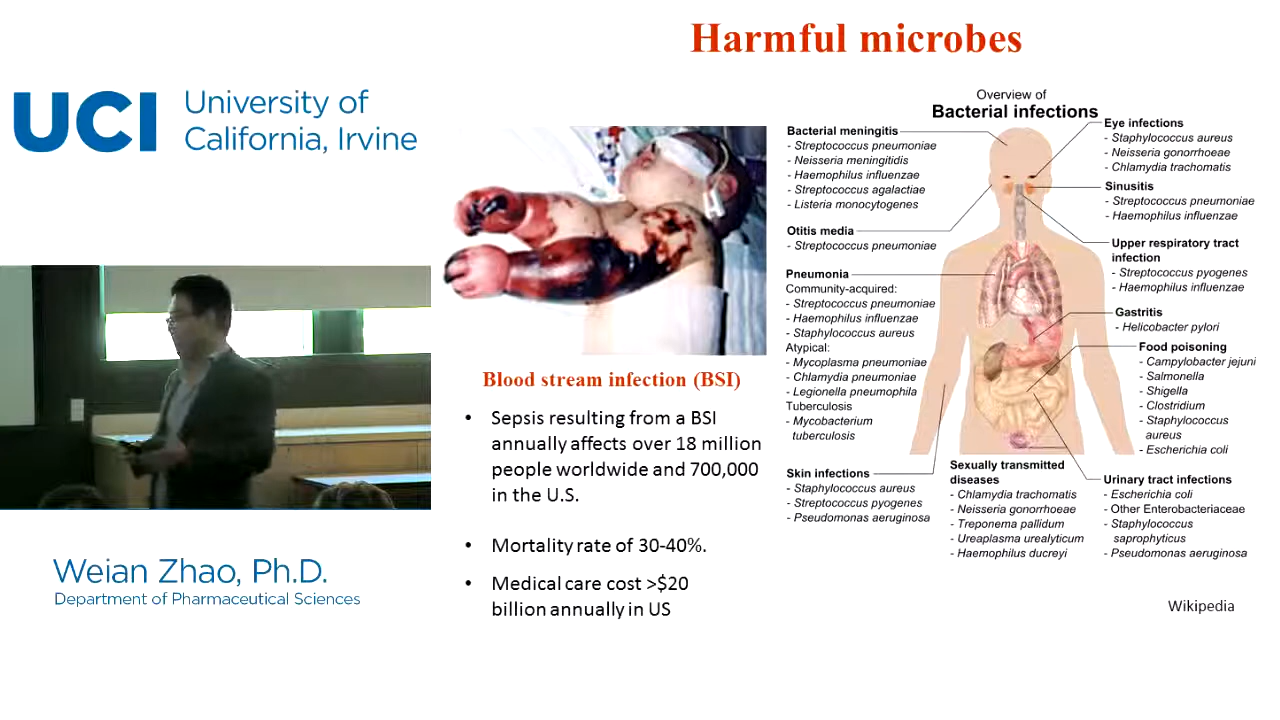 Harmful microbes
UCI
University of
California, Irvine
Weian Zhao, Ph.D.
Department of Pharmaceutical Sciences
Blood stream infection (BSI)
• Sepsis resulting from a BSI
annually affects over 18 million
people worldwide and 700,000
in the U.S.
• Mortality rate of 30-40%.
• Medical care cost >$20
billion annually in US
Overview of
Bacterial infections
Bacterial meningitis
- Streptococcus pneumoniae
- Neisseria meningitidis
- Haemophilus influenzae
- Streptococcus agalactiae
- Listeria monocytogenes
Otitis media
- Streptococcus pneumoniae
Pneumonia
Community-acquired:
- Streptococcus pneumoniae
- Haemophilus influenzae
- Staphylococcus aureus
Atypical:
- Mycoplasma pneumoniae
- Chlamydia pneumoniae
- Legionella pneumophila
Tuberculosis
- Mycobacterium
tuberculosis
Skin infections
- Staphylococcus aureus
- Streptococcus pyogenes
- Pseudomonas aeruginosa
Sexually transmitted
diseases
- Chlamydia trachomatis
- Neisseria gonorrhoeae
- Treponema pallidum
- Ureaplasma urealyticum
- Haemophilus ducreyi
Eye infections
- Staphylococcus aureus
- Neisseria gonorrhoeae
- Chlamydia trachomatis
Sinusitis
- Streptococcus pneumoniae
- Haemophilus influenzae
Upper respiratory tract
infection
- Streptococcus pyogenes
- Haemophilus influenzae
Gastritis
- Helicobacter pylori
Food poisoning
- Campylobacter jejuni
- Salmonella
- Shigella
- Clostridium
- Staphylococcus
aureus
- Escherichia coli
Urinary tract infections
- Escherichia coli
- Other Enterobacteriaceae
- Staphylococcus
saprophyticus
- Pseudomonas aeruginosa
Wikipedia